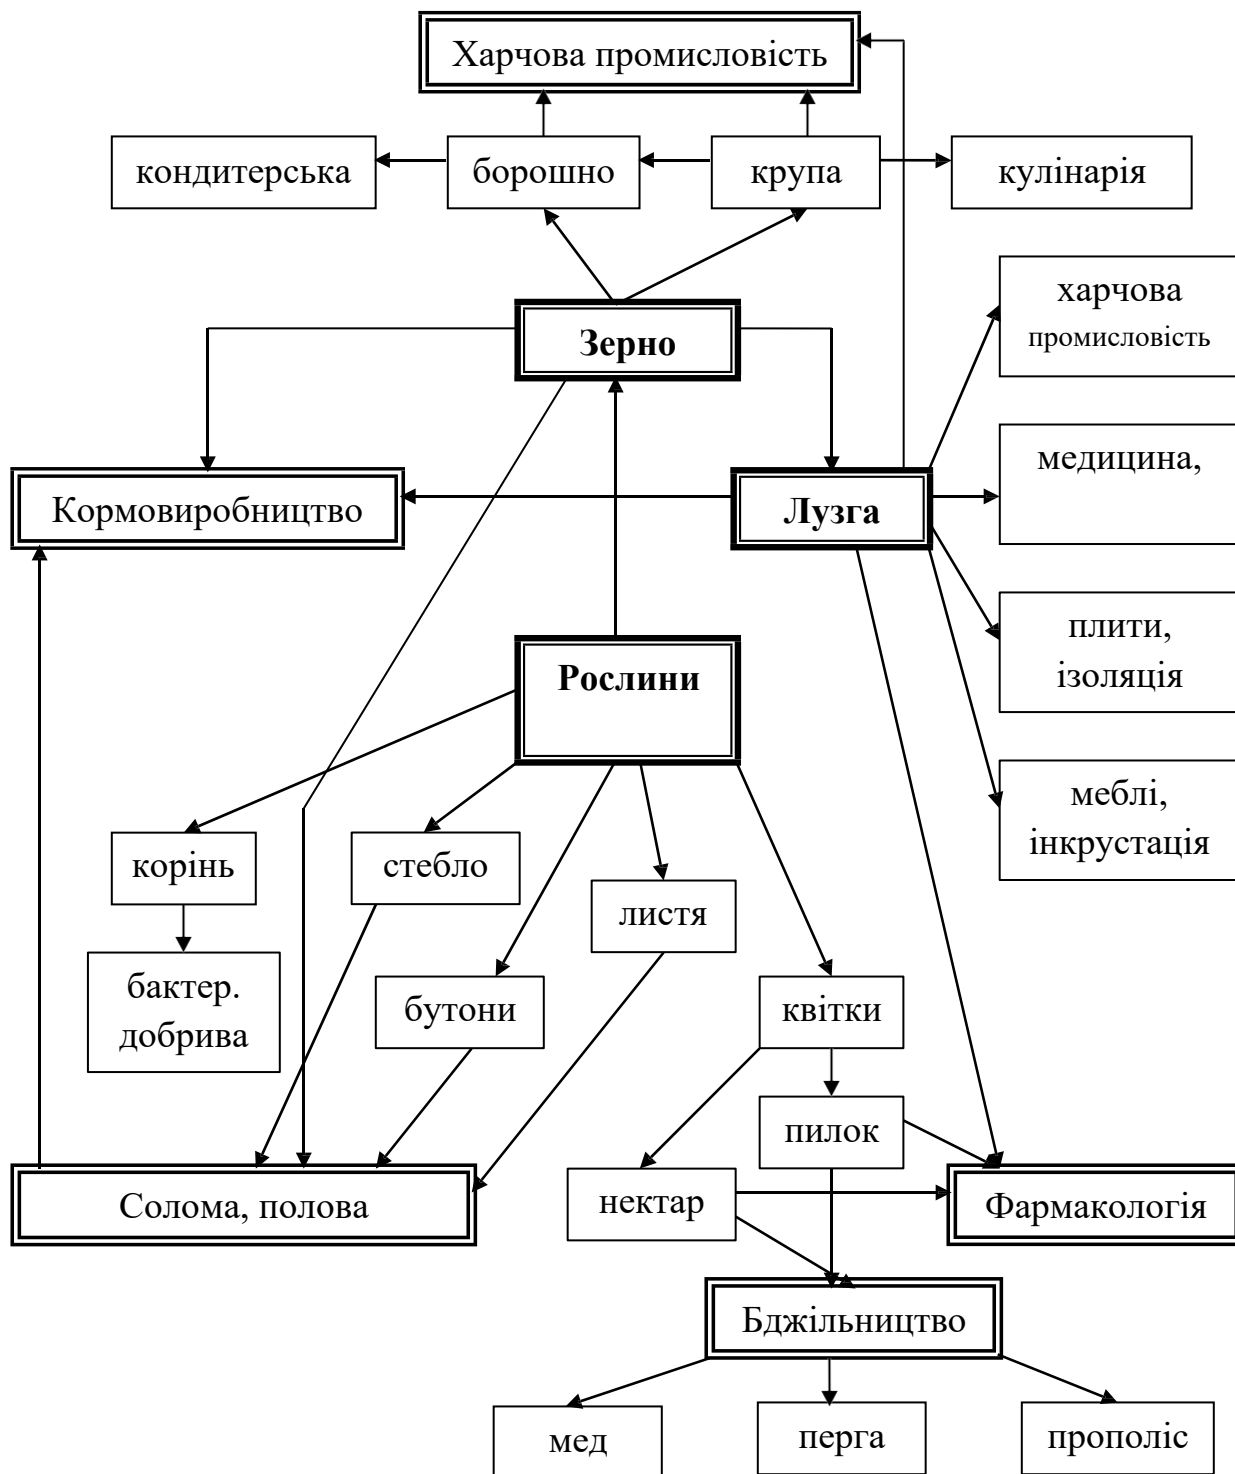 Харчова промисловість
кондитерська
борошно
крупа
кулінарія
Зерно
харчова
промисловість
Кормовиробництво
Лузга
медицина,
плити,
ізоляція
Рослини
меблі,
інкрустація
корінь
стебло
листя
бактер.
добрива
бутони
квітки
пилок
Солома, полова
нектар
Фармакологія
Бджільництво
мед
перга
прополіс